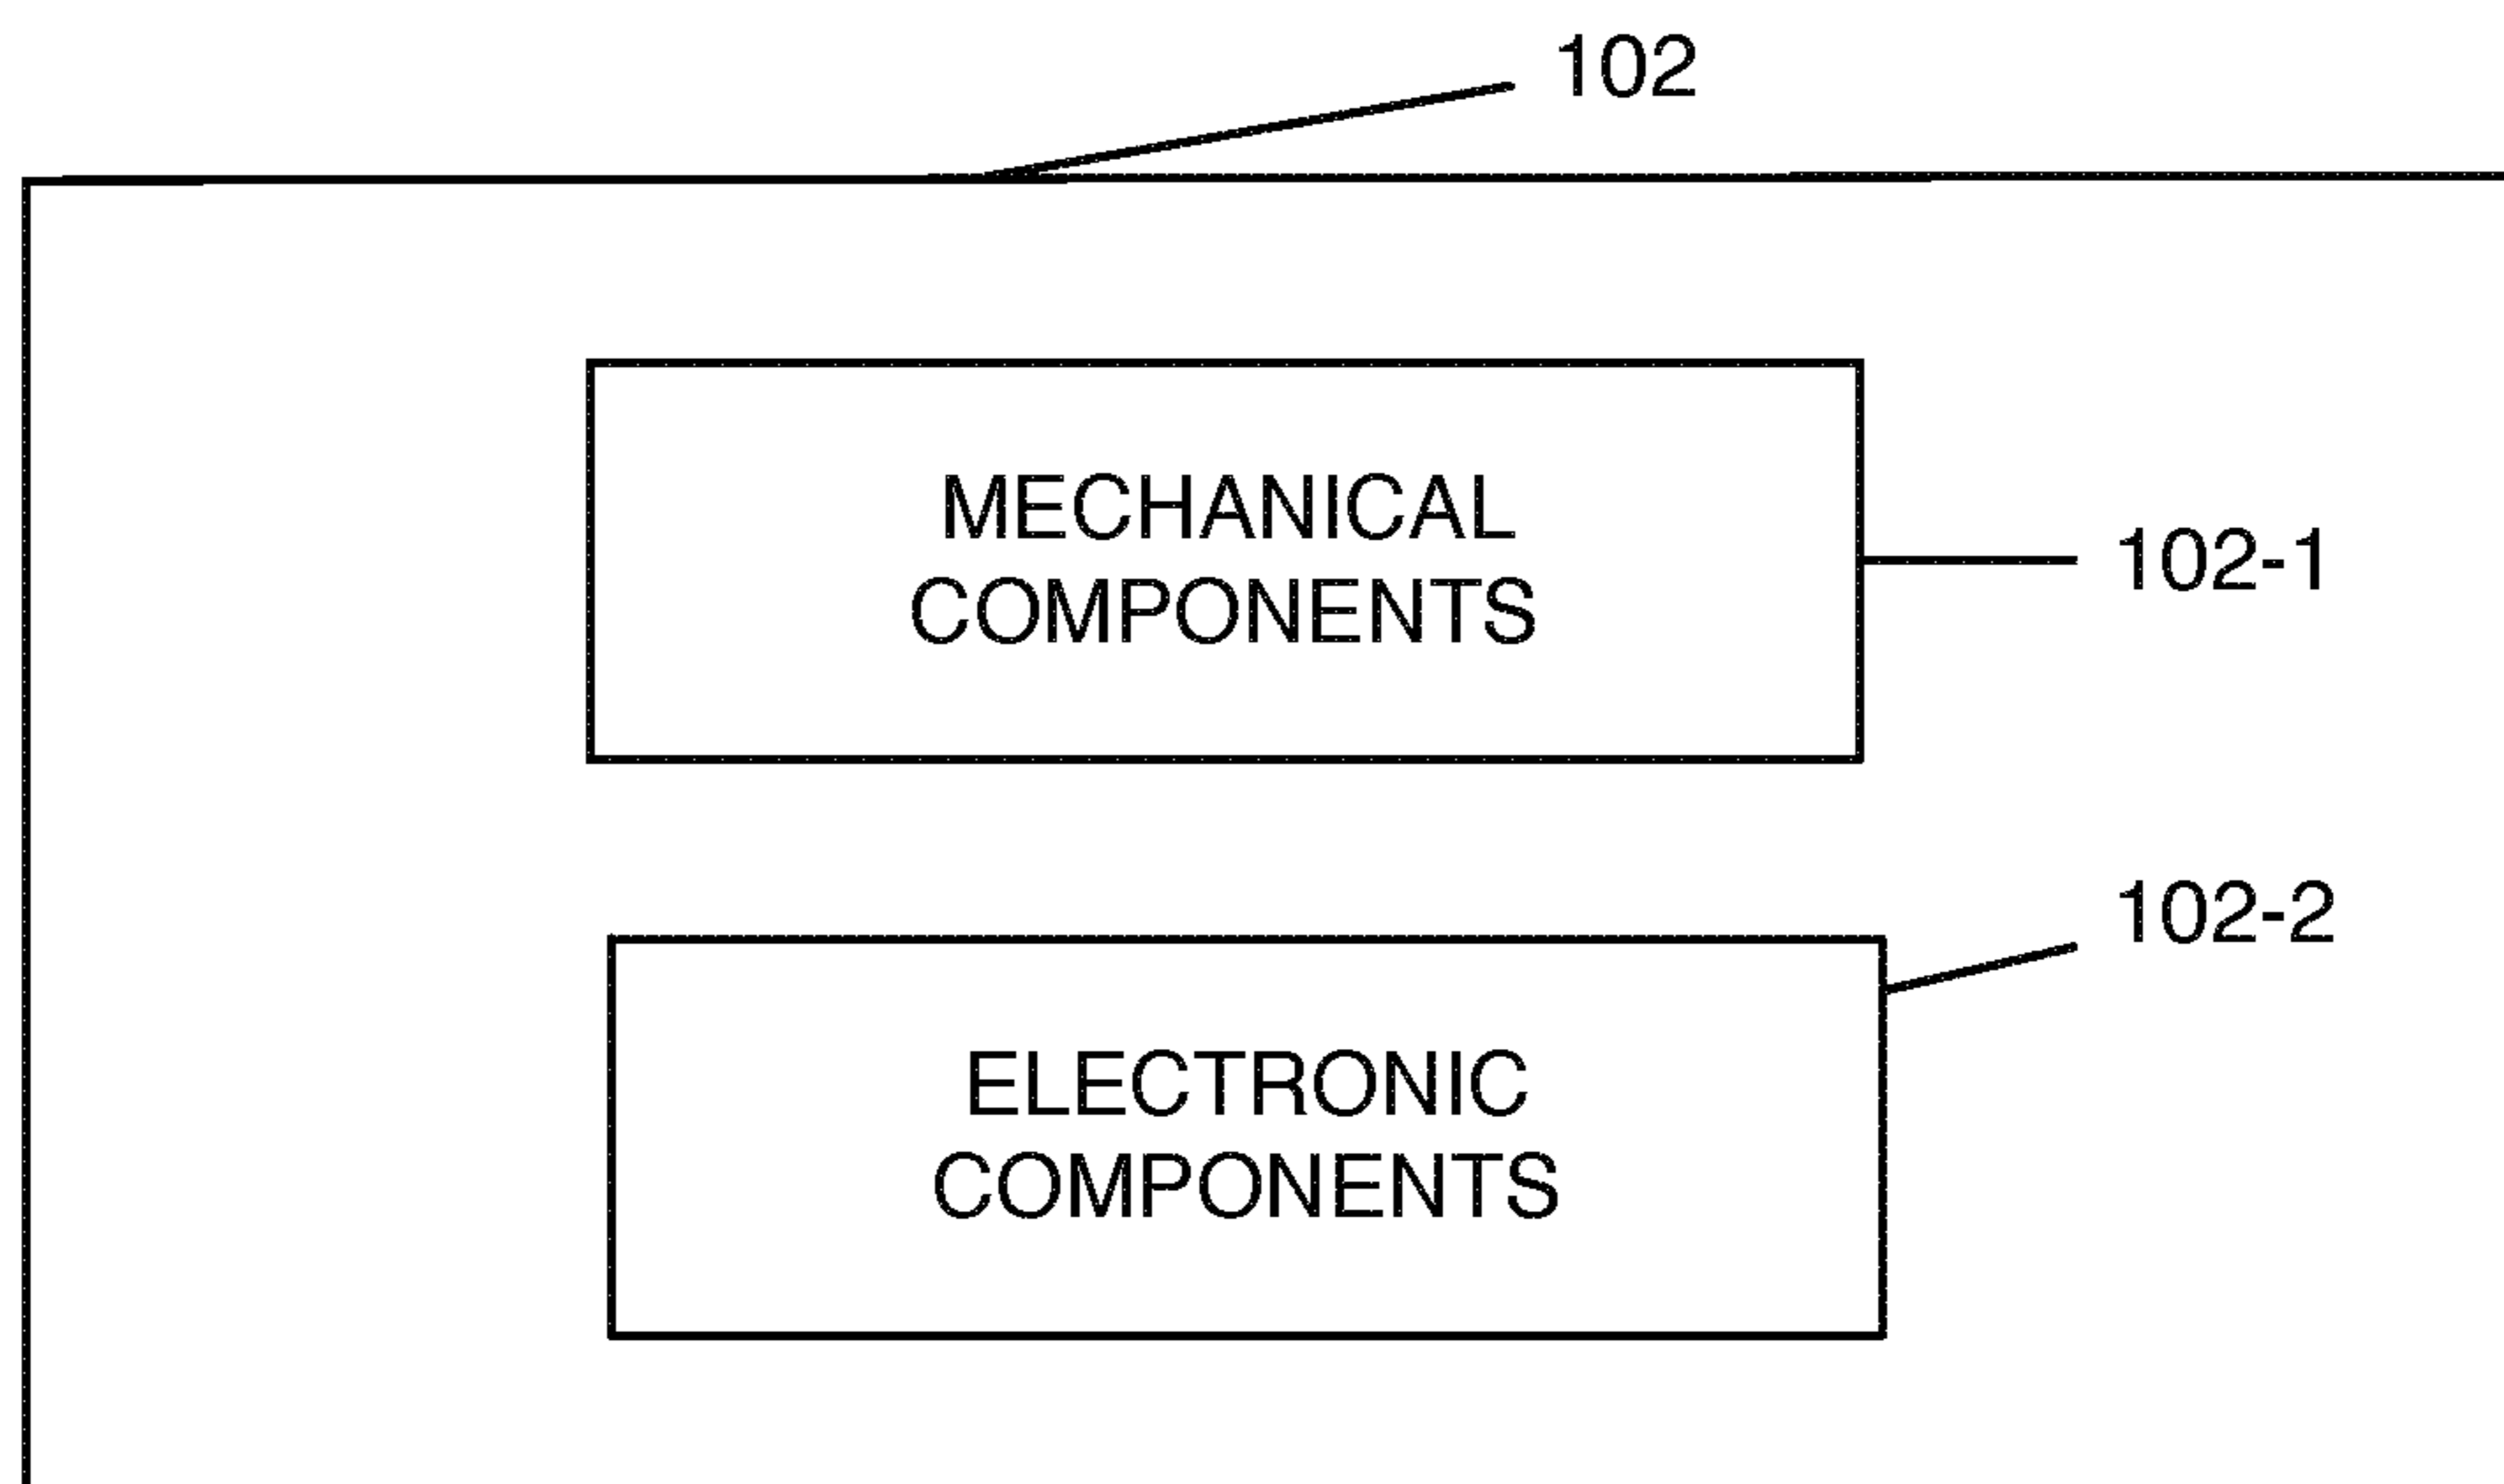 102
MECHANICAL
COMPONENTS
102-1
102-2
ELECTRONIC
COMPONENTS